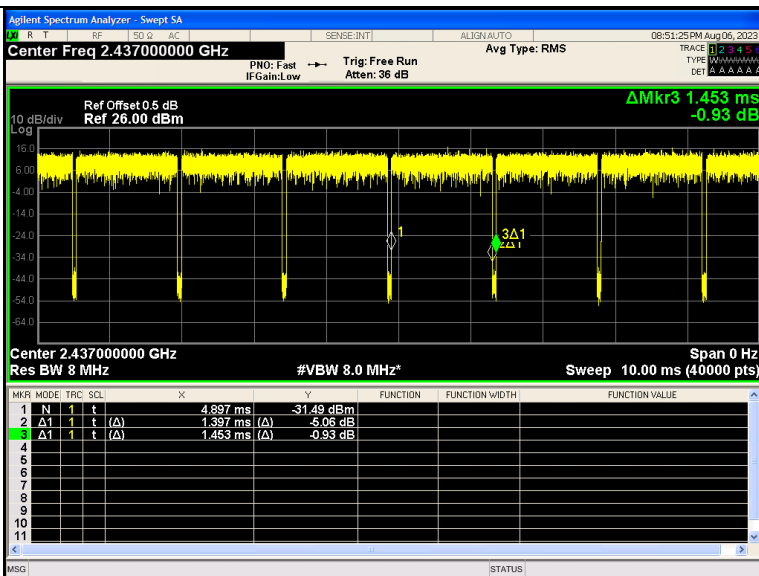 Agilent Spectrum Analyzer - Swept SA
LXI R T RF 50 Ω AC SENSE:INT ALIGN AUTO 08:51:25 PM Aug 06, 2023
Center Freq 2.437000000 GHz
PNO: Fast
IFGain:Low
Trig: Free Run
Atten: 36 dB
Avg Type: RMS
TRACE 1 2 3 4 5 6
TYPE W
DET A A A A A
ΔMkr3 1.453 ms
-0.93 dB
Ref Offset 0.5 dB
10 dB/div Ref 26.00 dBm
Log
16.0
6.00
-4.00
-14.0
-24.0
-34.0
-44.0
-54.0
-64.0
1
3Δ1
2Δ1
Center 2.437000000 GHz Span 0 Hz
Res BW 8 MHz #VBW 8.0 MHz* Sweep 10.00 ms (40000 pts)
MKR MODE TRC SCL X Y FUNCTION FUNCTION WIDTH FUNCTION VALUE
1 N 1 t 4.897 ms -31.49 dBm
2 Δ1 1 t (Δ) 1.397 ms (Δ) -5.06 dB
3 Δ1 1 t (Δ) 1.453 ms (Δ) -0.93 dB
4
5
6
7
8
9
10
11
MSG STATUS